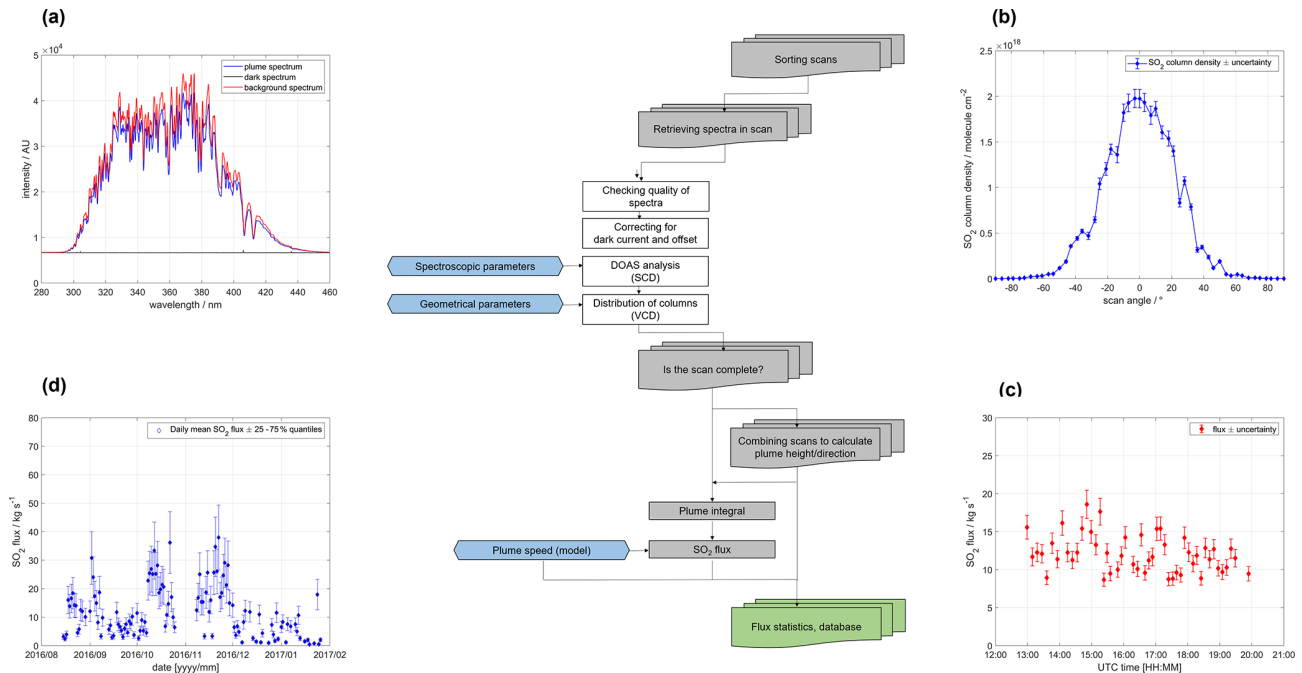 (a)
×10⁴
5
4
3
2
1
0
280 300 320 340 360 380 400 420 440 460
intensity / AU
wavelength / nm
plume spectrum
dark spectrum
background spectrum
Sorting scans
Retrieving spectra in scan
Checking quality of
spectra
Correcting for
dark current and offset
Spectroscopic parameters
DOAS analysis
(SCD)
Geometrical parameters
Distribution of columns
(VCD)
Is the scan complete?
Combining scans to calculate
plume height/direction
Plume integral
Plume speed (model)
SO₂ flux
Flux statistics, database
(b)
×10¹⁸
2.5
2
1.5
1
0.5
0
-80 -60 -40 -20 0 20 40 60 80
SO₂ column density / molecule cm⁻²
scan angle / °
SO₂ column density ± uncertainty
(d)
80
70
60
50
40
30
20
10
0
2016/08 2016/09 2016/10 2016/11 2016/12 2017/01 2017/02
SO₂ flux / kg s⁻¹
date [yyyy/mm]
Daily mean SO₂ flux ± 25 - 75 % quantiles
(c)
30
25
20
15
10
5
0
12:00 13:00 14:00 15:00 16:00 17:00 18:00 19:00 20:00 21:00
SO₂ flux / kg s⁻¹
UTC time [HH:MM]
flux ± uncertainty